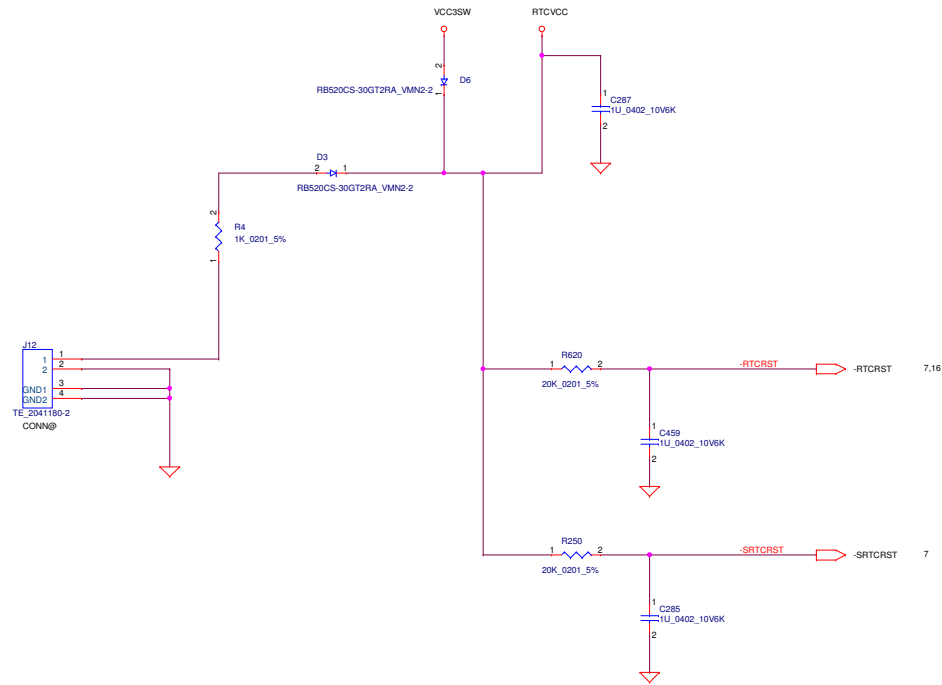 VCC3SW
RTCVCC
2
D6
RB520CS-30GT2RA_VMN2-2
1
1
C287
1U_0402_10V6K
2
D3
2
1
RB520CS-30GT2RA_VMN2-2
2
R4
1K_0201_5%
1
J12
1
1
2
2
3
GND1
4
GND2
TE_2041180-2
CONN@
R620
1
2
20K_0201_5%
-RTCRST
-RTCRST
7,16
1
C459
1U_0402_10V6K
2
R250
1
2
20K_0201_5%
-SRTCRST
-SRTCRST
7
1
C285
1U_0402_10V6K
2